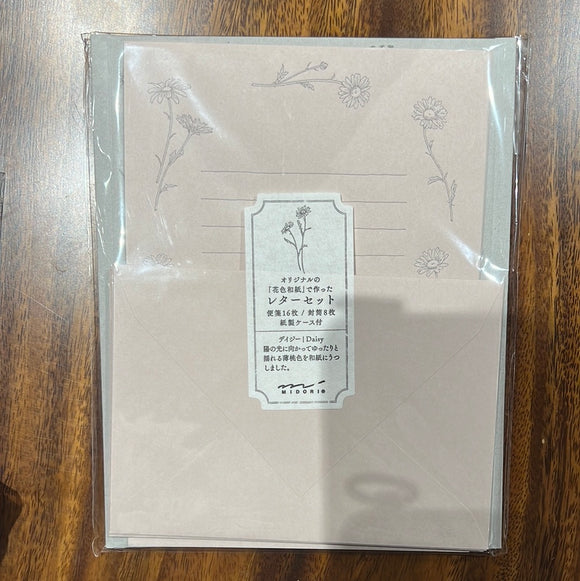 オリジナルの
「花色和紙」で作った
レターセット
便箋16枚 / 封筒8枚
紙製ケース付
デイジー | Daisy
陽の光に向かってゆったりと
揺れる薄桃色を和紙にうつ
しました。
MIDORI